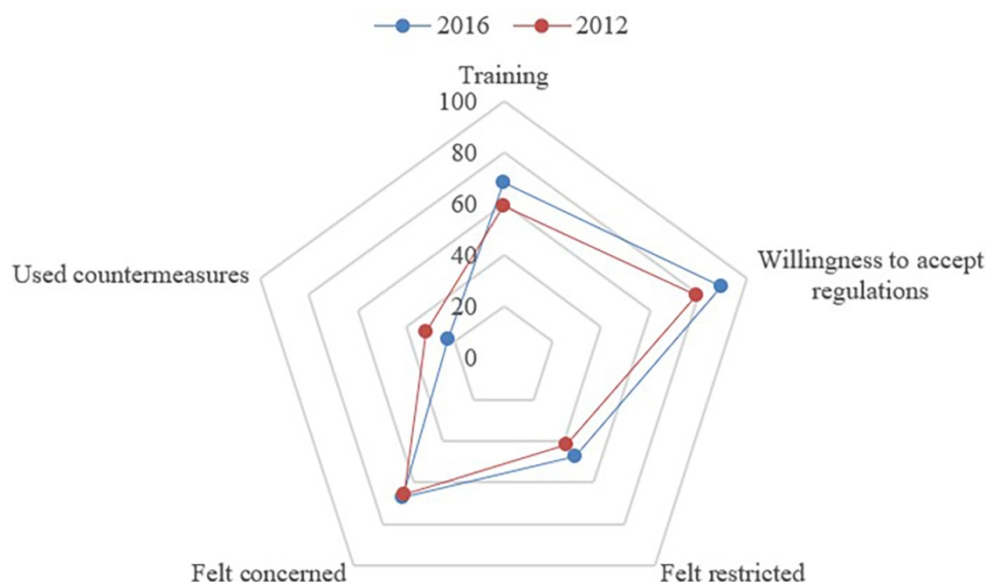 2016 2012
Training
100
80
60
40
20
0
Willingness to accept
regulations
Used countermeasures
Felt concerned
Felt restricted